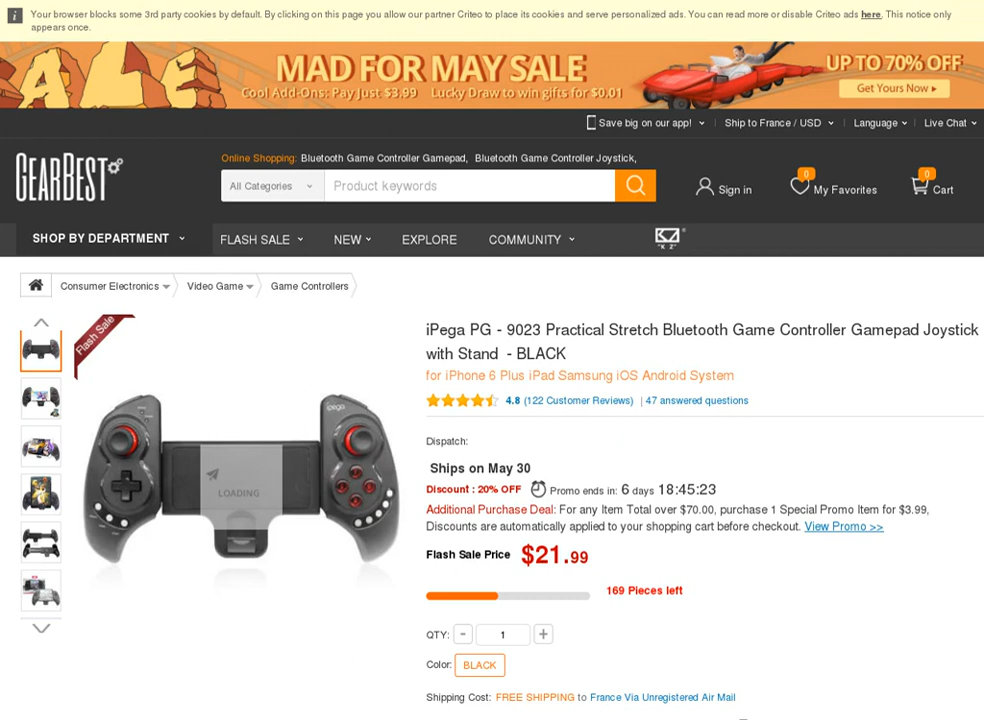 Your browser blocks some 3rd party cookies by default. By clicking on this page you allow our partner Criteo to place its cookies and serve personalized ads. You can read more or disable Criteo ads here. This notice only
appears once.
SALE
MAD FOR MAY SALE
UP TO 70% OFF
Cool Add-Ons: Pay Just $3.99 Lucky Draw to win gifts for $0.01
Get Yours Now
Save big on our app! Ship to France / USD Language Live Chat
GEARBEST
Online Shopping: Bluetooth Game Controller Gamepad, Bluetooth Game Controller Joystick,
All Categories Product keywords
Sign in 0 My Favorites 0 Cart
SHOP BY DEPARTMENT FLASH SALE NEW EXPLORE COMMUNITY KZ "K Z"
Consumer Electronics Video Game Game Controllers
Flash Sale
ipega
LOADING
iPega PG - 9023 Practical Stretch Bluetooth Game Controller Gamepad Joystick
with Stand - BLACK
for iPhone 6 Plus iPad Samsung iOS Android System
4.8 (122 Customer Reviews) | 47 answered questions
Dispatch:
Ships on May 30
Discount : 20% OFF Promo ends in: 6 days 18:45:23
Additional Purchase Deal: For any Item Total over $70.00, purchase 1 Special Promo Item for $3.99,
Discounts are automatically applied to your shopping cart before checkout. View Promo >>
Flash Sale Price $21.99
169 Pieces left
QTY: - 1 +
Color: BLACK
Shipping Cost: FREE SHIPPING to France Via Unregistered Air Mail